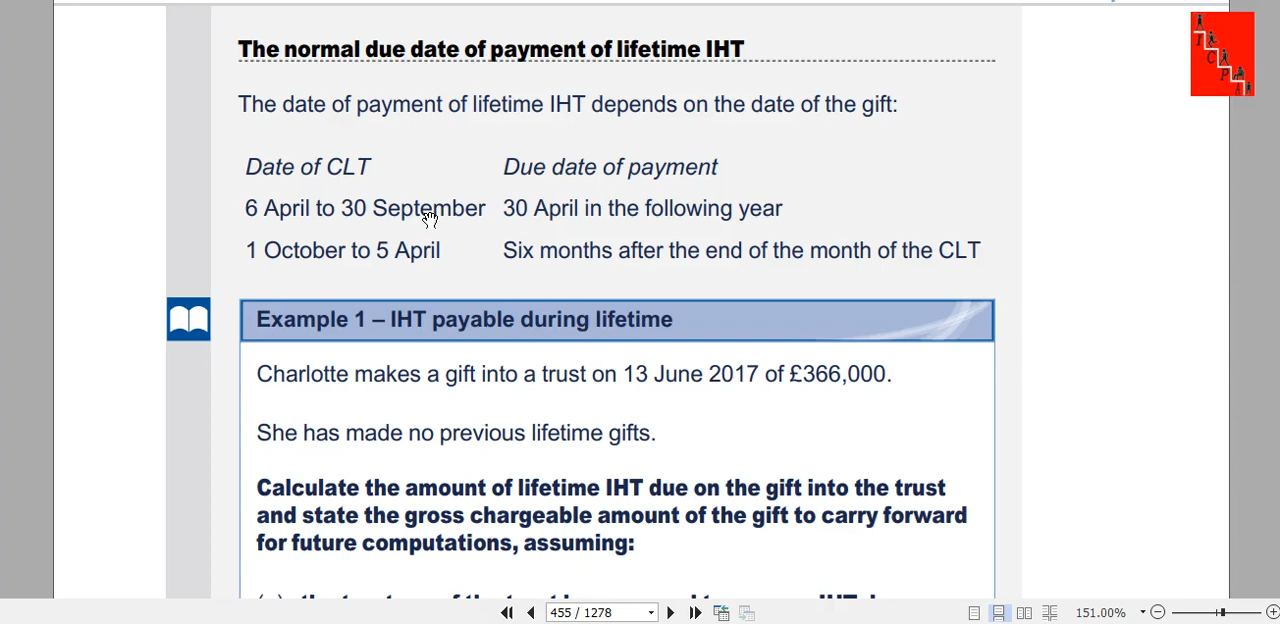 The normal due date of payment of lifetime IHT
The date of payment of lifetime IHT depends on the date of the gift:
Date of CLT Due date of payment
6 April to 30 September 30 April in the following year
1 October to 5 April Six months after the end of the month of the CLT
Example 1 – IHT payable during lifetime
Charlotte makes a gift into a trust on 13 June 2017 of £366,000.
She has made no previous lifetime gifts.
Calculate the amount of lifetime IHT due on the gift into the trust
and state the gross chargeable amount of the gift to carry forward
for future computations, assuming:
455 / 1278
151.00%
I
C
P
A